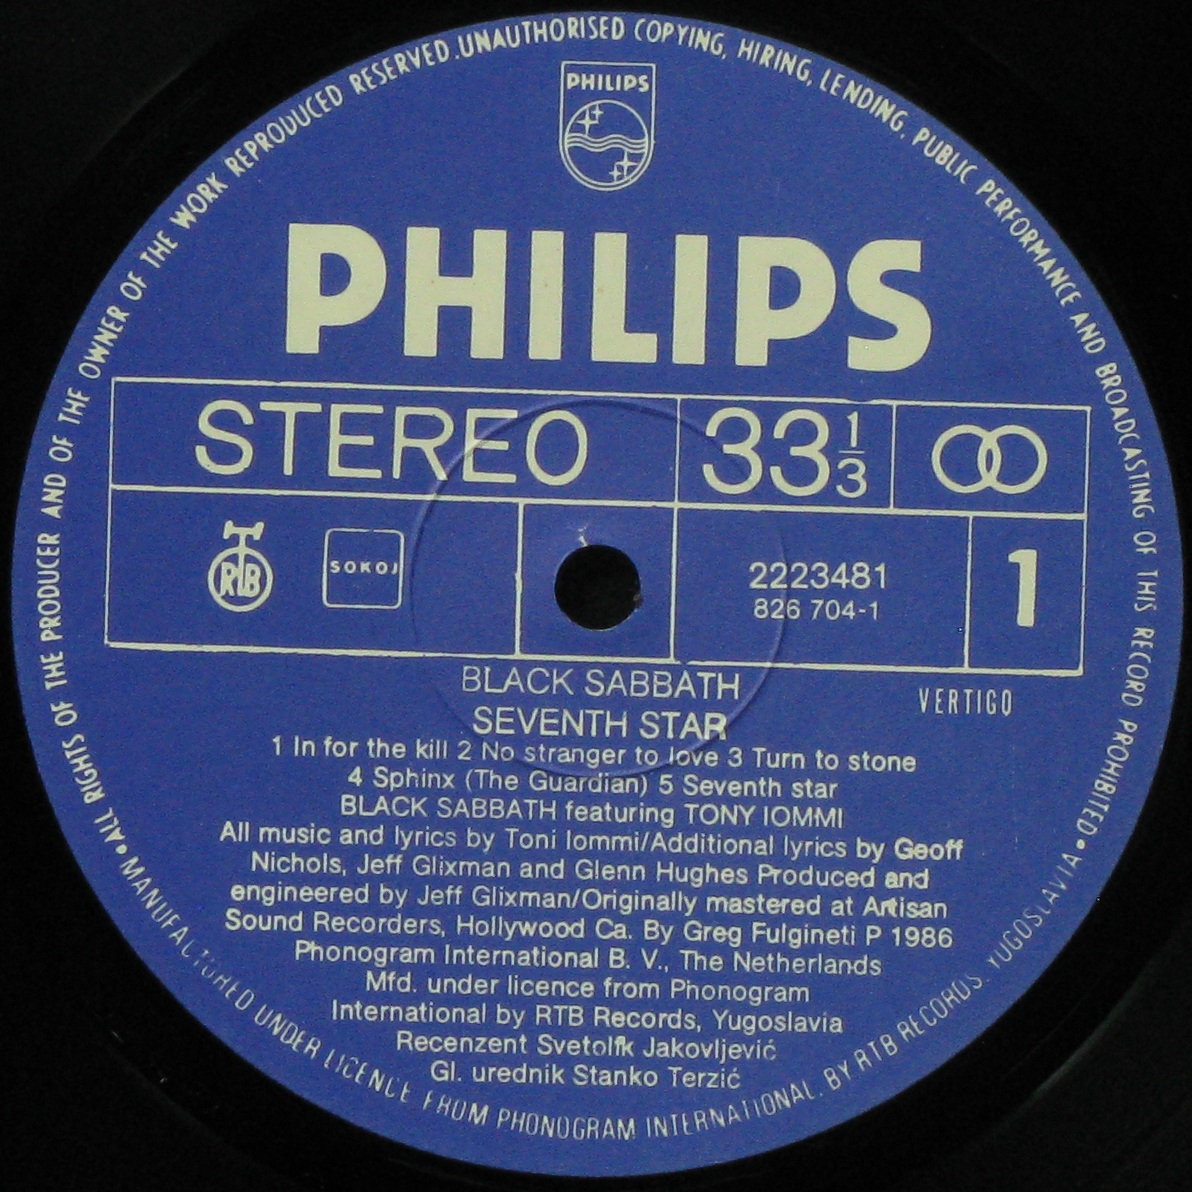 •ALL RIGHTS OF THE PRODUCER AND OF THE OWNER OF THE WORK REPRODUCED RESERVED.UNAUTHORISED COPYING, HIRING, LENDING, PUBLIC PERFORMANCE AND BROADCASTING OF THIS RECORD PROHIBITED•
PHILIPS
PHILIPS
STEREO
33 1/3
RTB
SOKOJ
2223481
826 704-1
1
BLACK SABBATH
SEVENTH STAR
VERTIGO
1 In for the kill 2 No stranger to love 3 Turn to stone
4 Sphinx (The Guardian) 5 Seventh star
BLACK SABBATH featuring TONY IOMMI
All music and lyrics by Toni Iommi/Additional lyrics by Geoff
Nichols, Jeff Glixman and Glenn Hughes Produced and
engineered by Jeff Glixman/Originally mastered at Artisan
Sound Recorders, Hollywood Ca. By Greg Fulgineti P 1986
Phonogram International B. V., The Netherlands
Mfd. under licence from Phonogram
International by RTB Records, Yugoslavia
Recenzent Svetolik Jakovljević
Gl. urednik Stanko Terzić
MANUFACTURED UNDER LICENCE FROM PHONOGRAM INTERNATIONAL. BY RTB RECORDS. YUGOSLAVIA